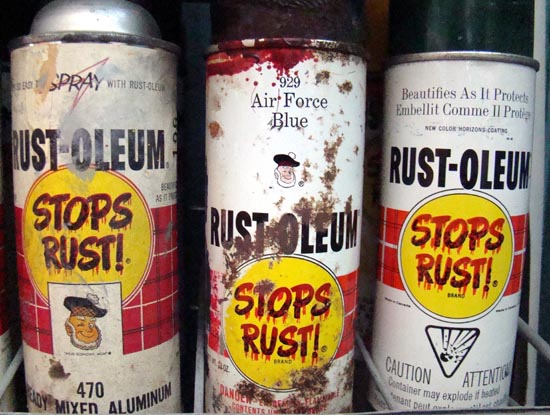 SPRAY WITH RUST-OLEUM
RUST-OLEUM
STOPS
RUST!
470
MIXED ALUMINUM
929
Air Force
Blue
®
RUST-OLEUM
STOPS
RUST!
BRAND
DANGER
Beautifies As It Protects
Embellit Comme Il Protège
NEW COLOR HORIZONS COATING
RUST-OLEUM
STOPS
RUST!®
BRAND
CAUTION ATTENTION
Container may explode if heated